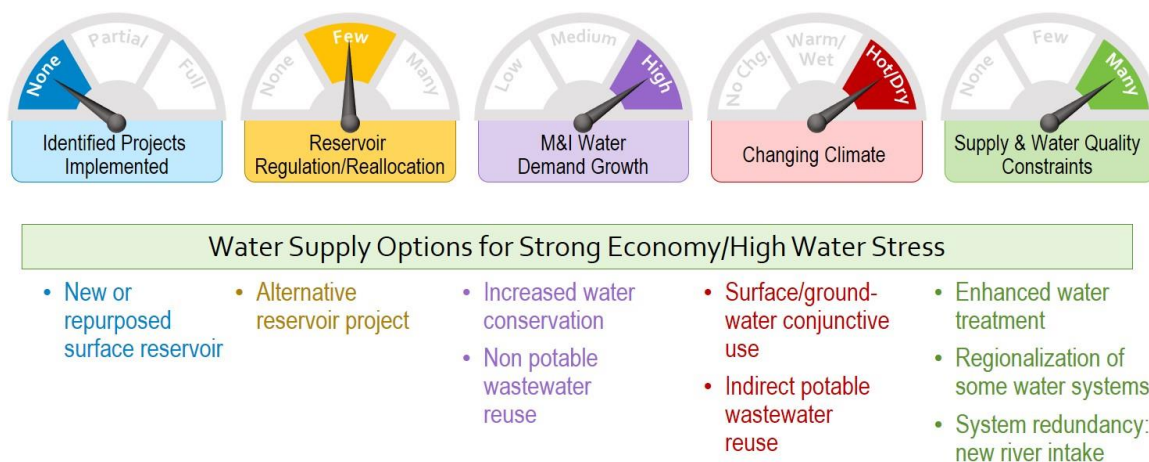 None
Partial
Full
Identified Projects
Implemented
None
Few
Many
Reservoir
Regulation/Reallocation
Low
Medium
High
M&I Water
Demand Growth
No Chg.
Warm/
Wet
Hot/Dry
Changing Climate
None
Few
Many
Supply & Water Quality
Constraints
Water Supply Options for Strong Economy/High Water Stress
• New or
repurposed
surface reservoir
• Alternative
reservoir project
• Increased water
conservation
• Non potable
wastewater
reuse
• Surface/ground-
water conjunctive
use
• Indirect potable
wastewater
reuse
• Enhanced water
treatment
• Regionalization of
some water systems
• System redundancy:
new river intake